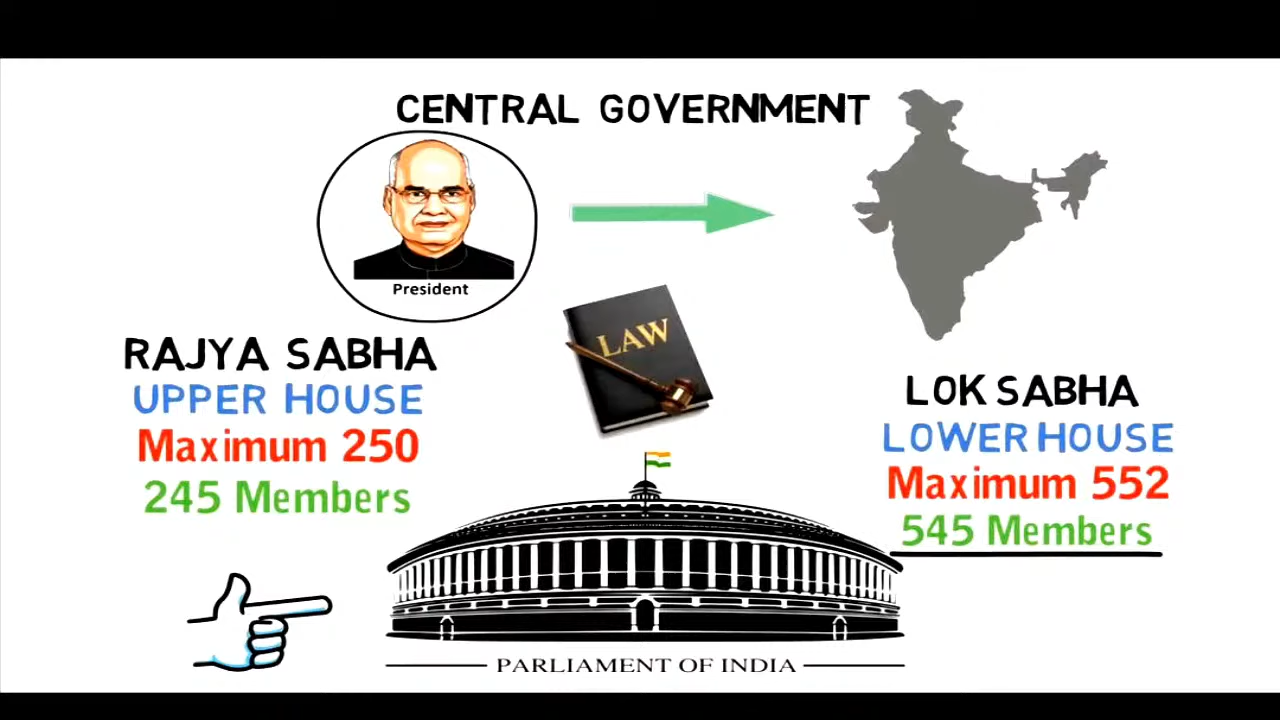 CENTRAL GOVERNMENT
President
LAW
RAJYA SABHA
UPPER HOUSE
Maximum 250
245 Members
LOK SABHA
LOWER HOUSE
Maximum 552
545 Members
PARLIAMENT OF INDIA